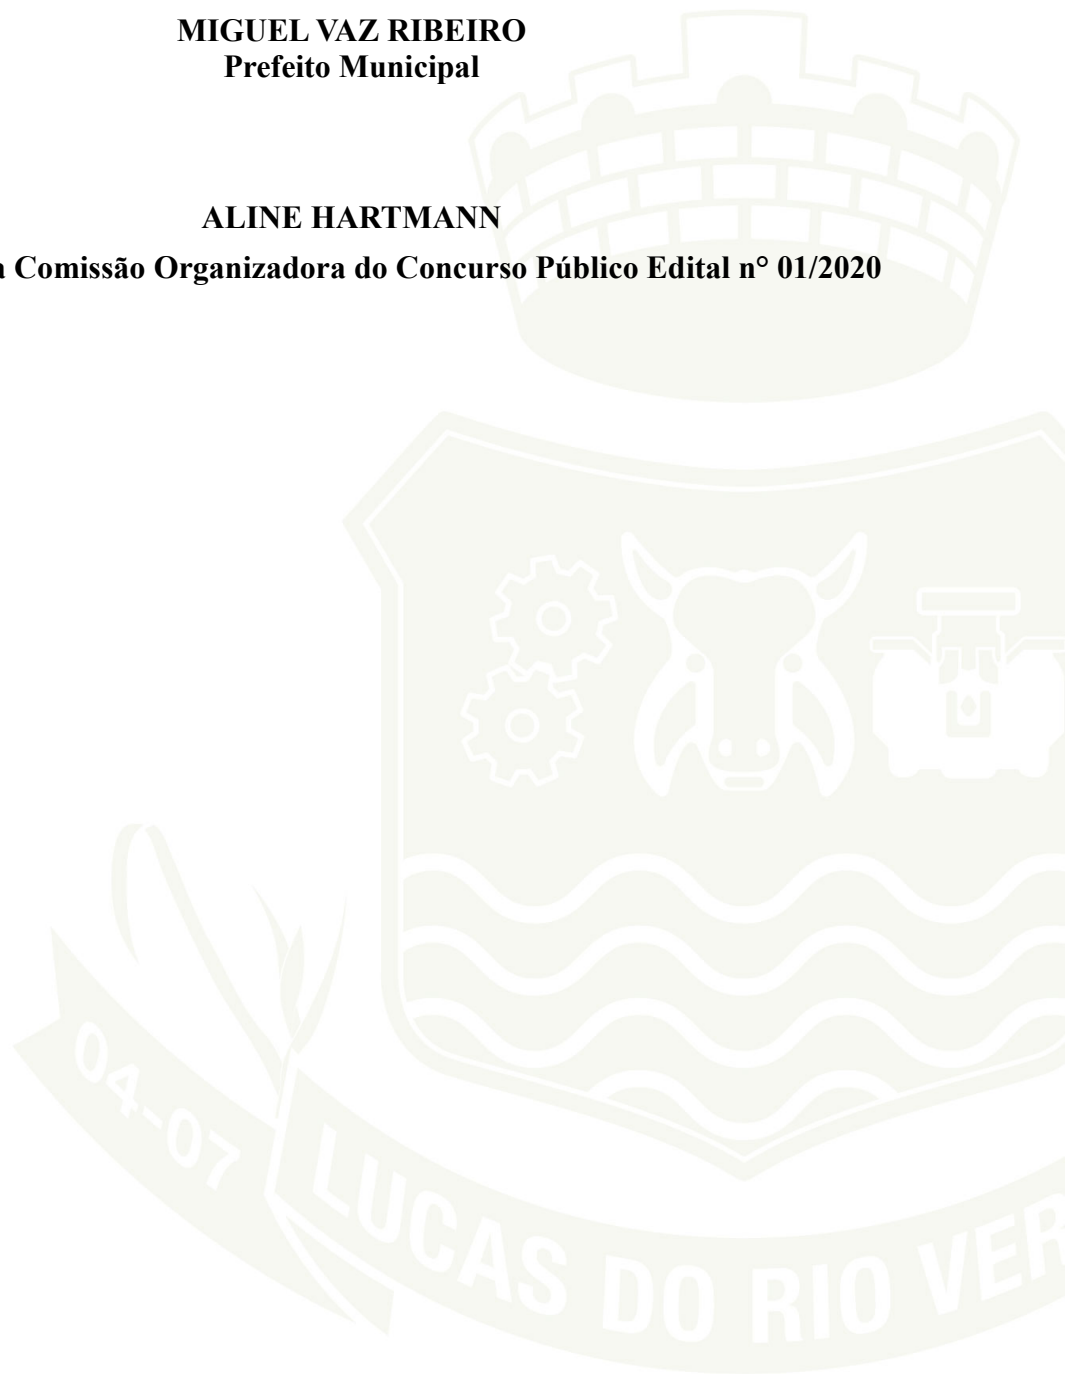 MIGUEL VAZ RIBEIRO
Prefeito Municipal
ALINE HARTMANN
a Comissão Organizadora do Concurso Público Edital n° 01/2020
04-07
LUCAS DO RIO VER